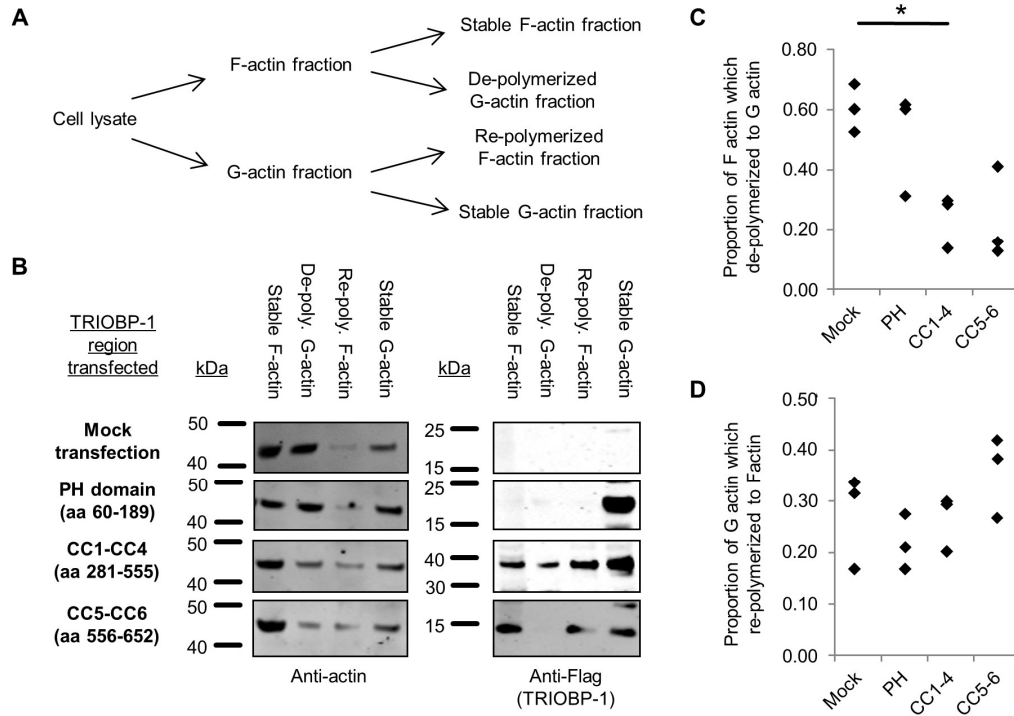 A
Cell lysate
F-actin fraction
G-actin fraction
Stable F-actin fraction
De-polymerized
G-actin fraction
Re-polymerized
F-actin fraction
Stable G-actin fraction
B
TRIOBP-1
region
transfected
kDa
Stable F-actin
De-poly. G-actin
Re-poly. F-actin
Stable G-actin
kDa
Stable F-actin
De-poly. G-actin
Re-poly. F-actin
Stable G-actin
Mock
transfection
50
40
25
15
PH domain
(aa 60-189)
50
40
25
15
CC1-CC4
(aa 281-555)
50
40
40
30
CC5-CC6
(aa 556-652)
50
40
15
Anti-actin
Anti-Flag
(TRIOBP-1)
C
*
Proportion of F actin which
de-polymerized to G actin
0.80
0.60
0.40
0.20
0.00
Mock
PH
CC1-4
CC5-6
D
Proportion of G actin which
re-polymerized to Factin
0.50
0.40
0.30
0.20
0.10
0.00
Mock
PH
CC1-4
CC5-6